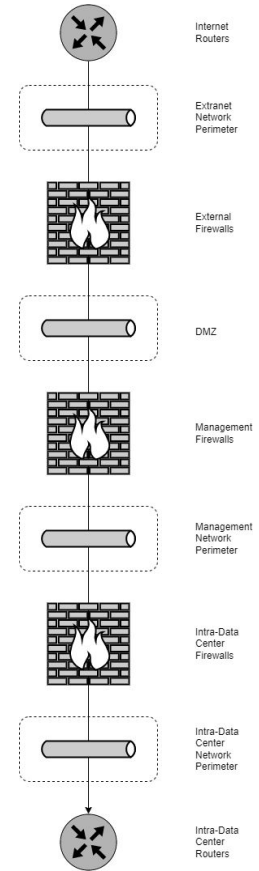 Internet
Routers
Extranet
Network
Perimeter
External
Firewalls
DMZ
Management
Firewalls
Management
Network
Perimeter
Intra-Data
Center
Firewalls
Intra-Data
Center
Network
Perimeter
Intra-Data
Center
Routers